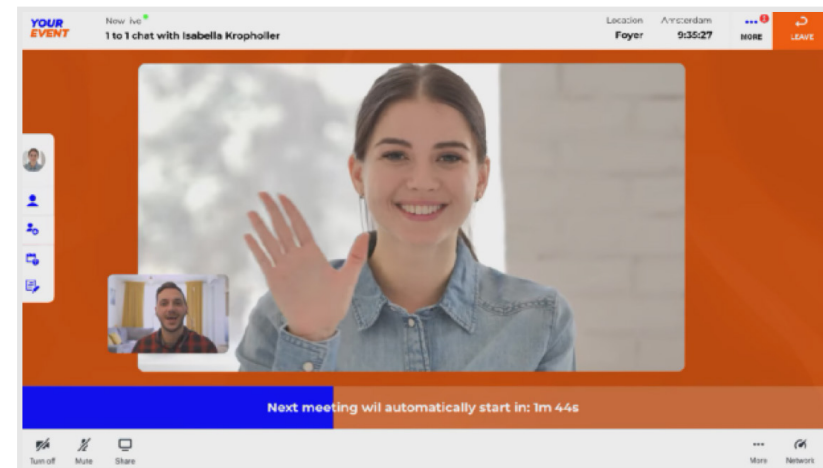 YOUR
EVENT
Now live
1 to 1 chat with Isabella Kropholler
Location
Foyer
Amsterdam
9:35:27
MORE
LEAVE
Next meeting wil automatically start in: 1m 44s
Turn off
Mute
Share
More
Network